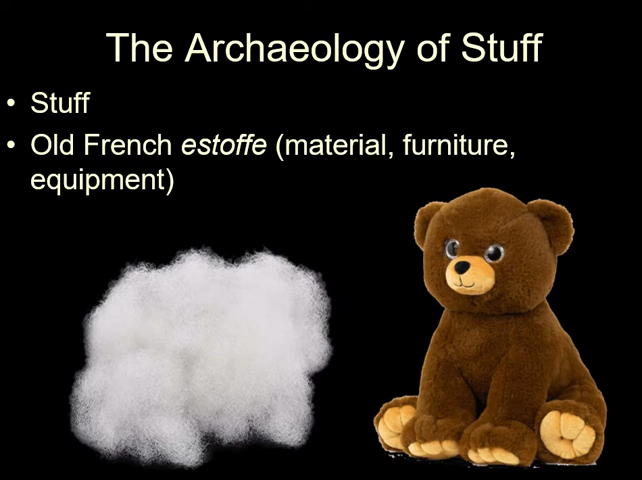 The Archaeology of Stuff
• Stuff
• Old French estoffe (material, furniture,
equipment)